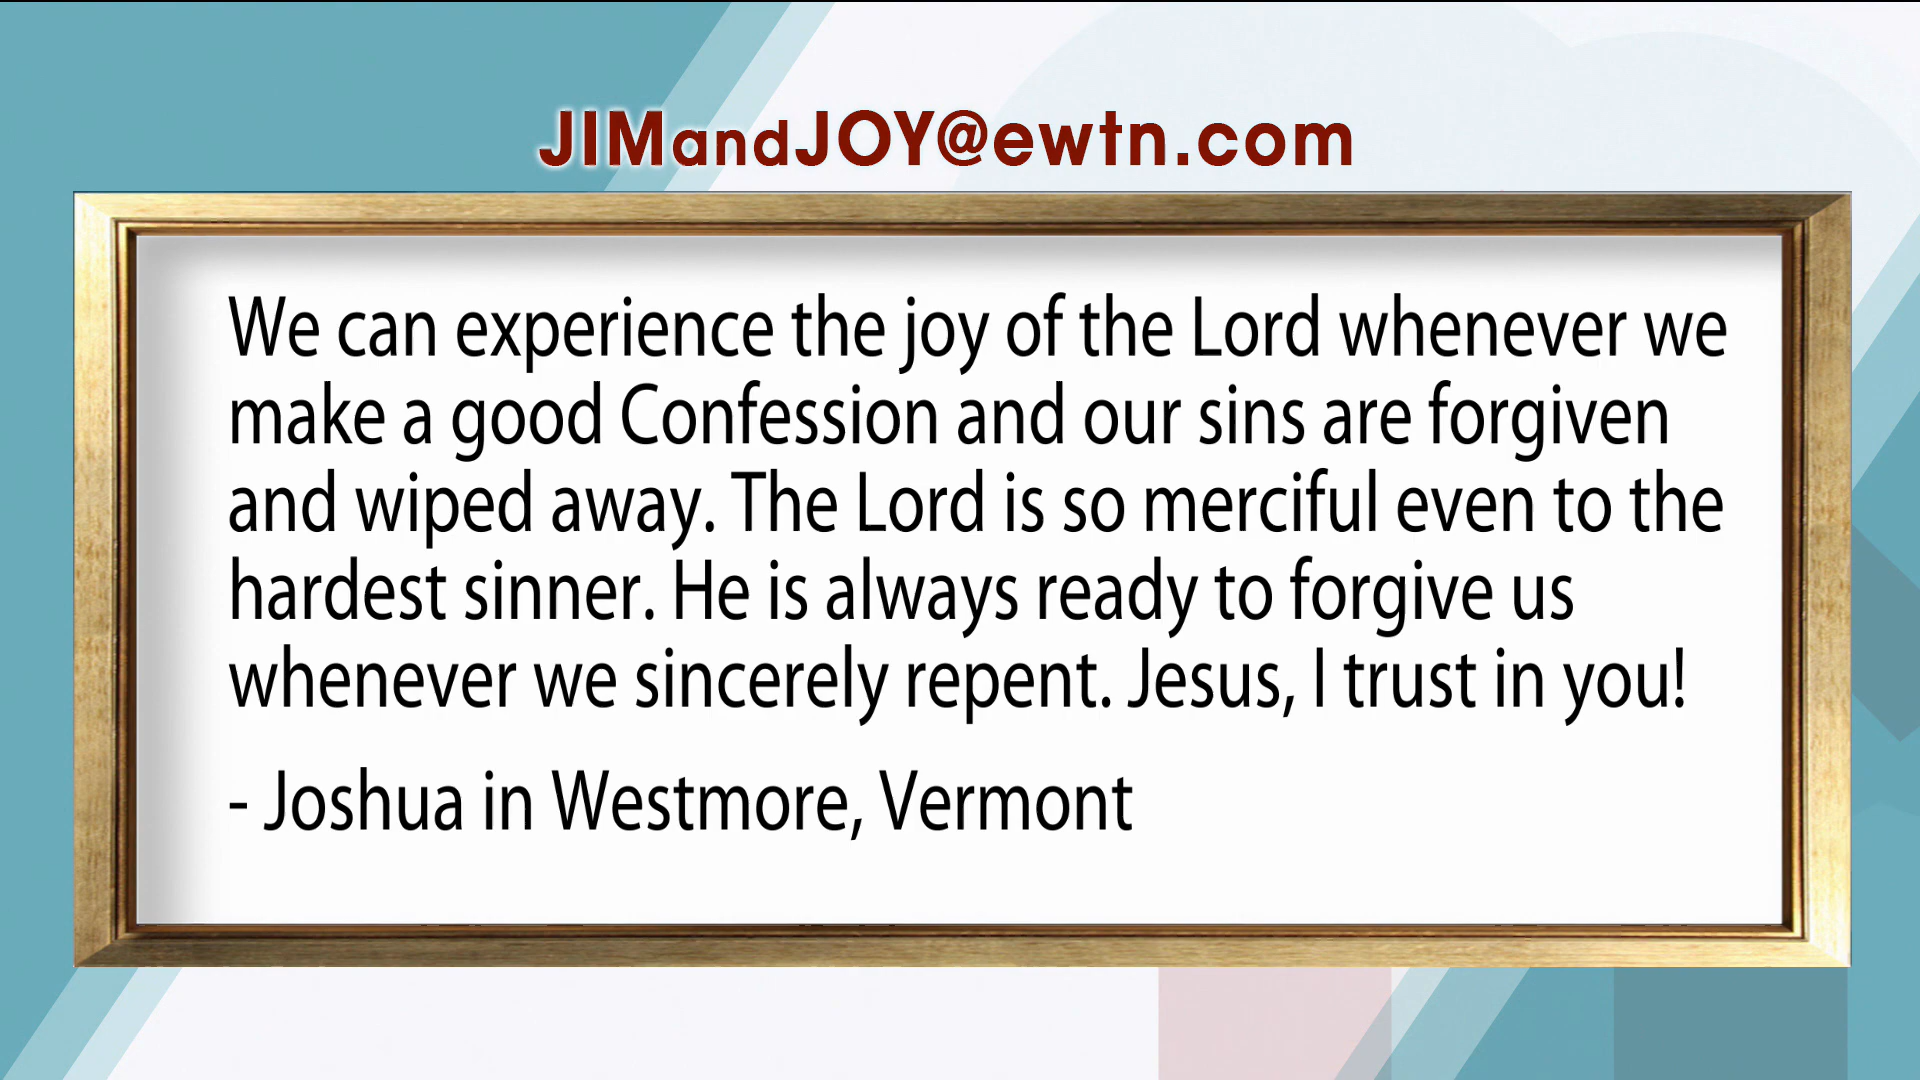 JIMandJOY@ewtn.com
We can experience the joy of the Lord whenever we
make a good Confession and our sins are forgiven
and wiped away. The Lord is so merciful even to the
hardest sinner. He is always ready to forgive us
whenever we sincerely repent. Jesus, I trust in you!
- Joshua in Westmore, Vermont